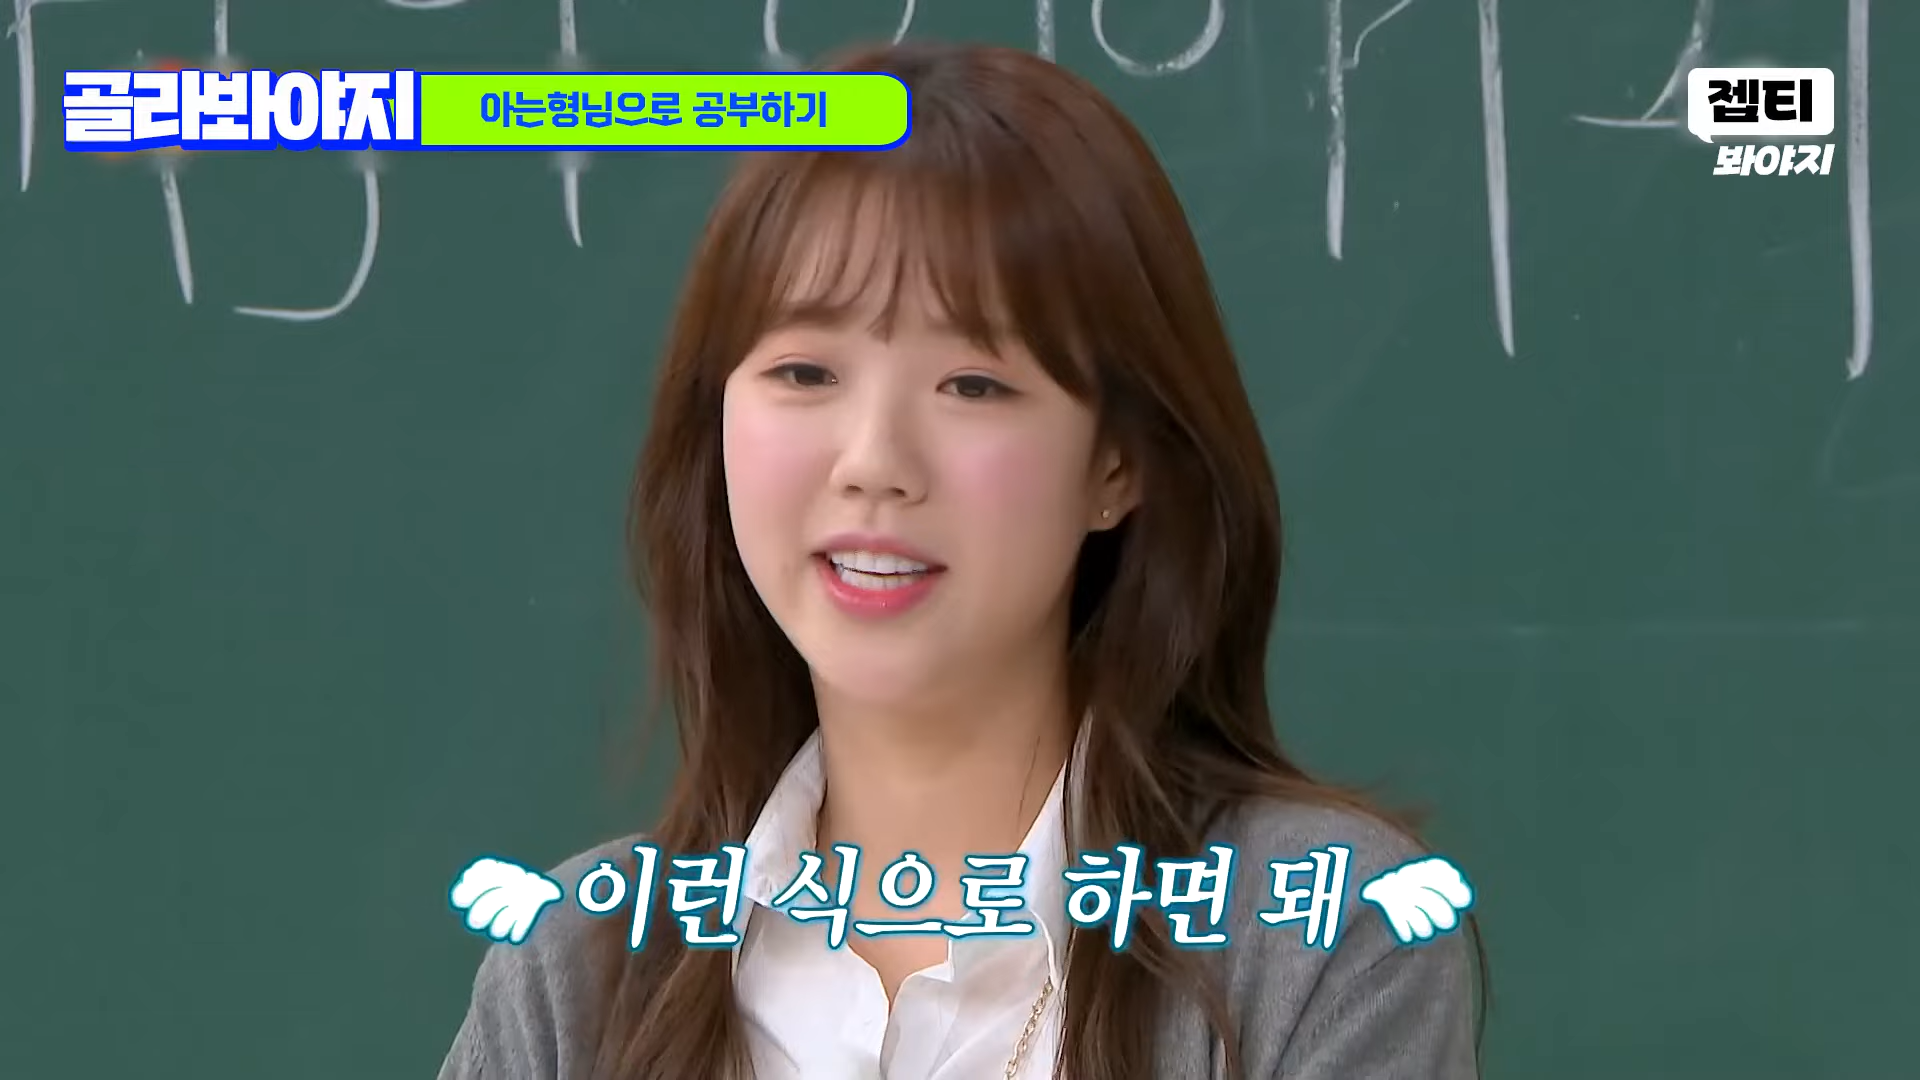 골라봐야지 아는형님으로 공부하기
젭티
봐야지
이런 식으로 하면 돼